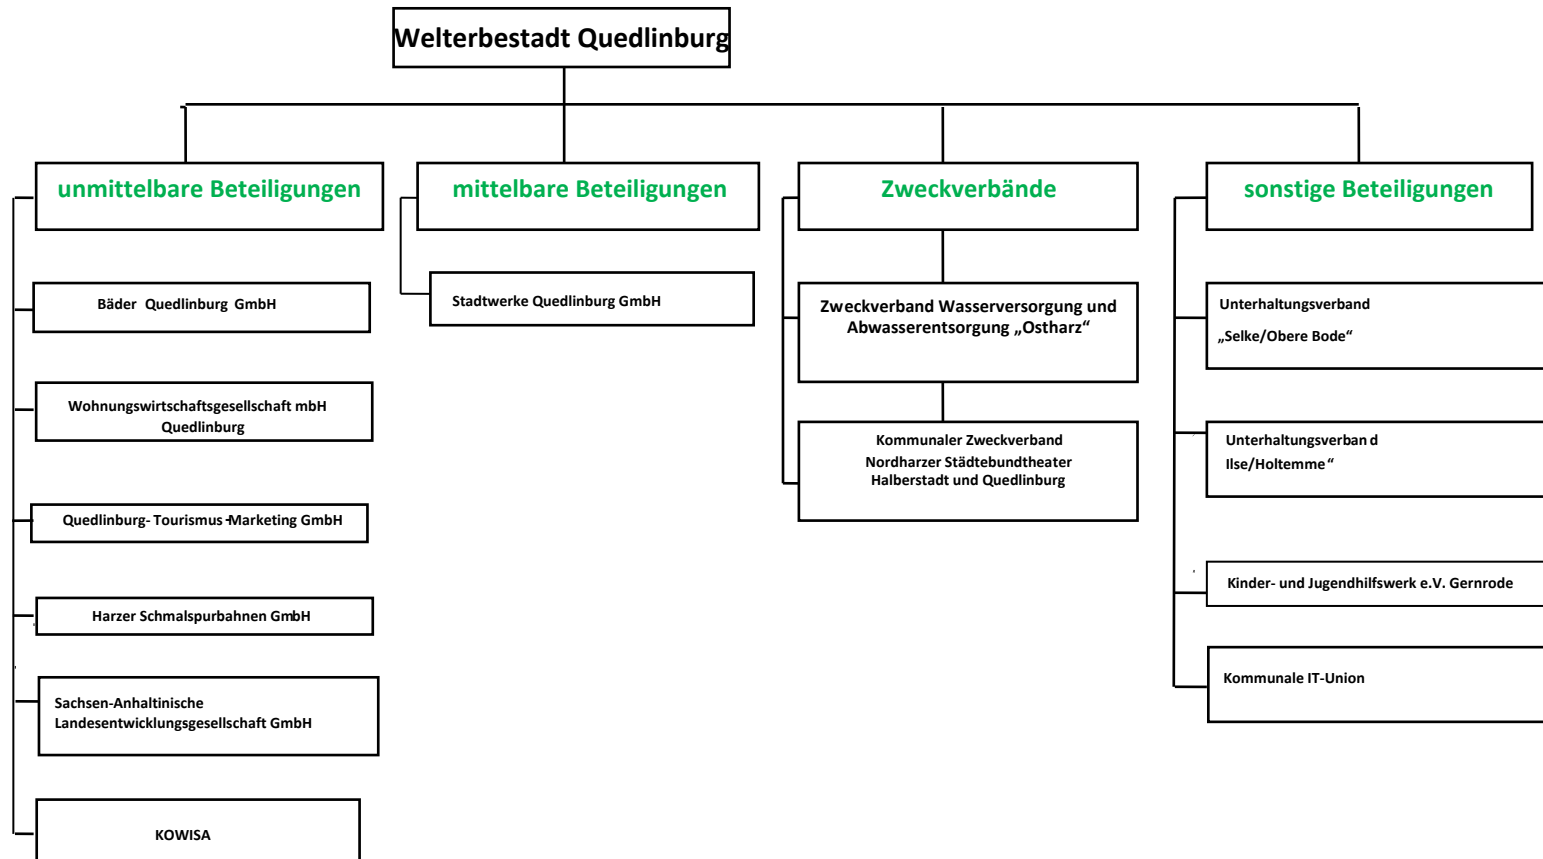 Welterbestadt Quedlinburg
unmittelbare Beteiligungen
Bäder Quedlinburg GmbH
Wohnungswirtschaftsgesellschaft mbH
Quedlinburg
Quedlinburg- Tourismus-Marketing GmbH
Harzer Schmalspurbahnen GmbH
Sachsen-Anhaltinische
Landesentwicklungsgesellschaft GmbH
KOWISA
mittelbare Beteiligungen
Stadtwerke Quedlinburg GmbH
Zweckverbände
Zweckverband Wasserversorgung und
Abwasserentsorgung „Ostharz“
Kommunaler Zweckverband
Nordharzer Städtebundtheater
Halberstadt und Quedlinburg
sonstige Beteiligungen
Unterhaltungsverband
„Selke/Obere Bode“
Unterhaltungsverband
Ilse/Holtemme“
Kinder- und Jugendhilfswerk e.V. Gernrode
Kommunale IT-Union